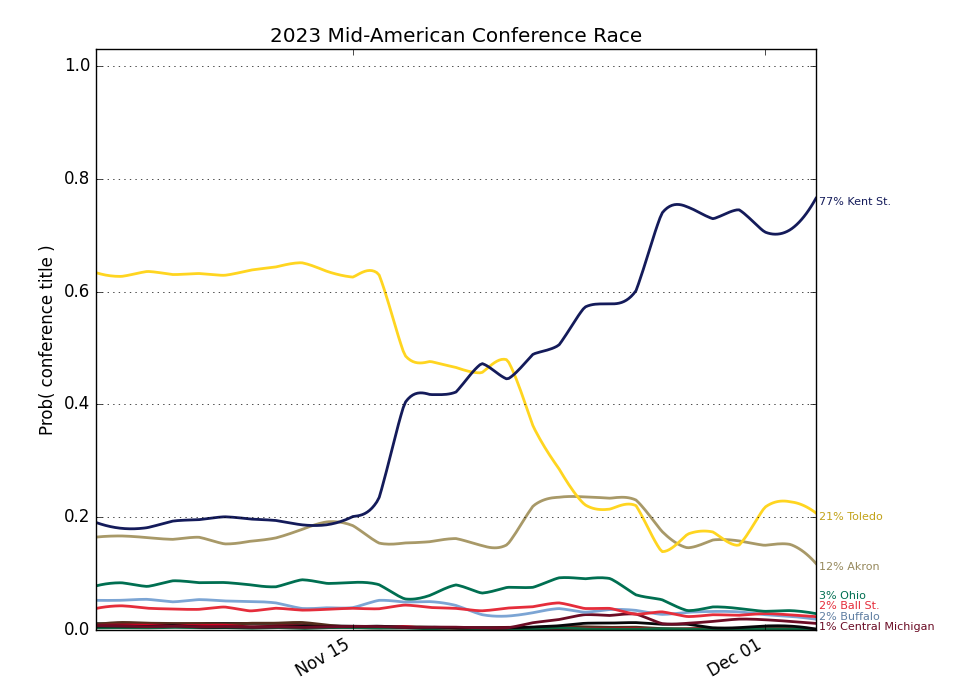 2023 Mid-American Conference Race
Prob( conference title )
1.0
0.8
0.6
0.4
0.2
0.0
Nov 15
Dec 01
77% Kent St.
21% Toledo
12% Akron
3% Ohio
2% Ball St.
2% Buffalo
1% Central Michigan